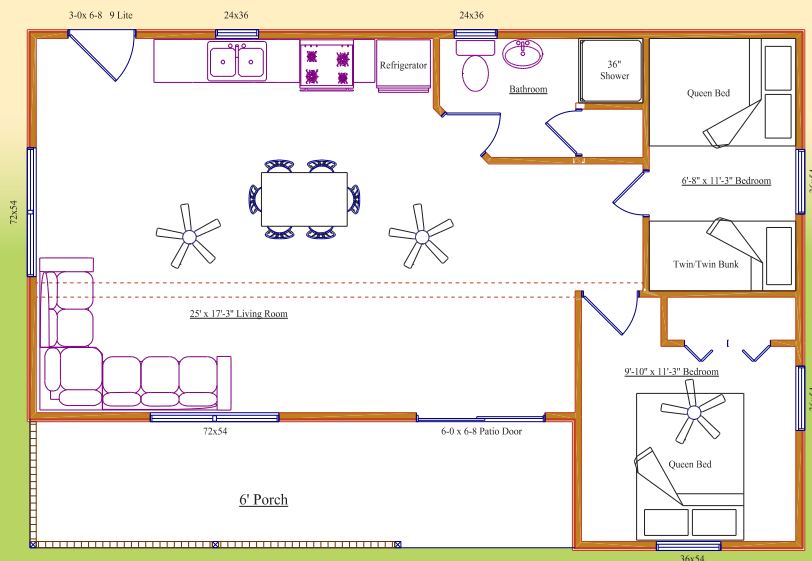 3-0x 6-8 9 Lite
24x36
24x36
Refrigerator
36"
Shower
Bathroom
Queen Bed
6'-8" x 11'-3" Bedroom
72x54
Twin/Twin Bunk
25' x 17'-3" Living Room
9'-10" x 11'-3" Bedroom
72x54
6-0 x 6-8 Patio Door
Queen Bed
6' Porch
36x54